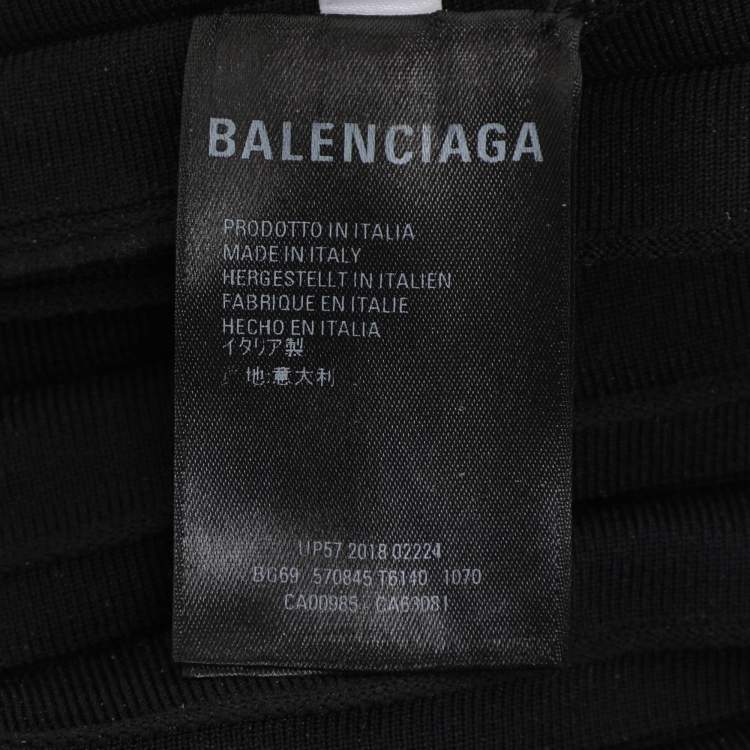 BALENCIAGA
PRODOTTO IN ITALIA
MADE IN ITALY
HERGESTELLT IN ITALIEN
FABRIQUE EN ITALIE
HECHO EN ITALIA
イタリア製
地:意大利
UP57 2018 02224
BG69 570845 T6140 1070
CA00985 - CA63081